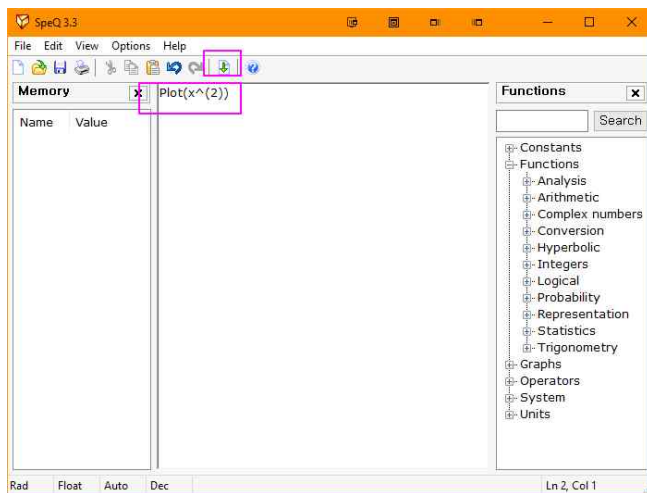 SpeQ 3.3
File Edit View Options Help
Memory
Name Value
Plot(x^(2))
Functions
Search
Constants
Functions
Analysis
Arithmetic
Complex numbers
Conversion
Hyperbolic
Integers
Logical
Probability
Representation
Statistics
Trigonometry
Graphs
Operators
System
Units
Rad Float Auto Dec Ln 2, Col 1